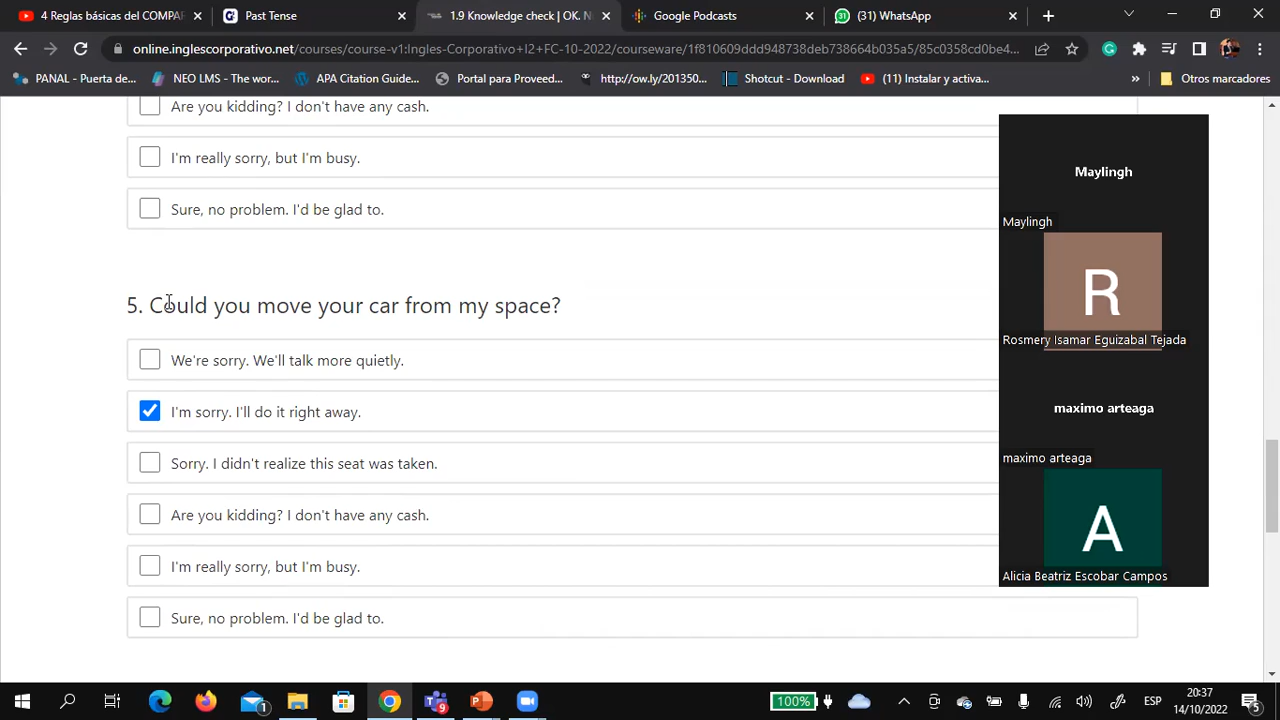 4 Reglas básicas del COMPAR
Past Tense
1.9 Knowledge check | OK. N
Google Podcasts
(31) WhatsApp
online.inglescorporativo.net/courses/course-v1:Ingles-Corporativo I2+FC-10-2022/courseware/1f810609ddd948738deb738664b035a5/85c0358cd0be4...
PANAL - Puerta de...
NEO LMS - The wor...
APA Citation Guide...
Portal para Proveed...
http://ow.ly/201350...
Shotcut - Download
(11) Instalar y activa...
Otros marcadores
Are you kidding? I don't have any cash.
I'm really sorry, but I'm busy.
Sure, no problem. I'd be glad to.
5. Could you move your car from my space?
We're sorry. We'll talk more quietly.
I'm sorry. I'll do it right away.
Sorry. I didn't realize this seat was taken.
Are you kidding? I don't have any cash.
I'm really sorry, but I'm busy.
Sure, no problem. I'd be glad to.
Maylingh
Maylingh
R
Rosmery Isamar Eguizabal Tejada
maximo arteaga
maximo arteaga
A
Alicia Beatriz Escobar Campos
1
9
100%
ESP
20:37
14/10/2022
5